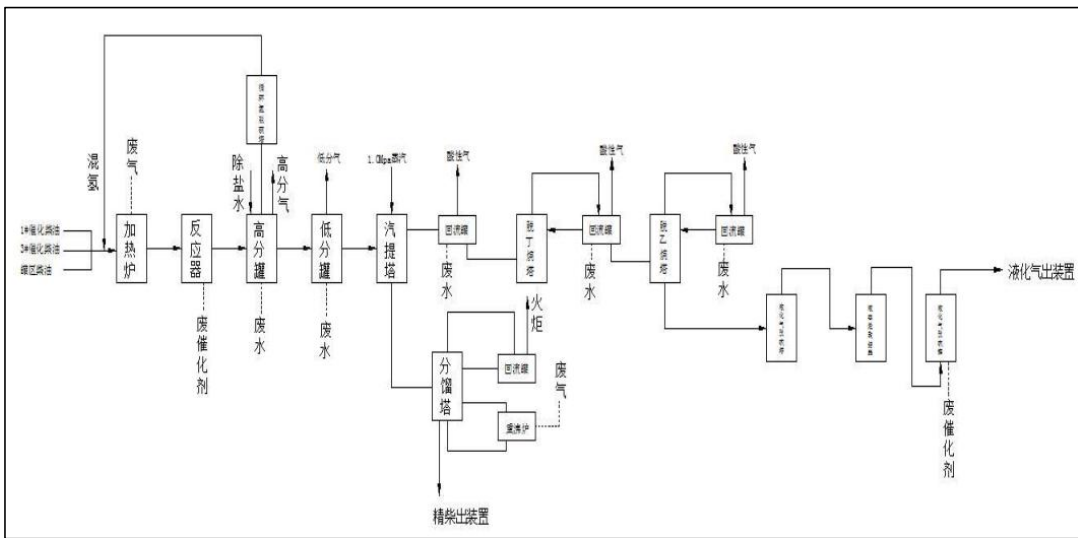 混氢
废气
除盐水
高分气
低分气
1.0Mpa蒸汽
酸性气
酸性气
酸性气
1#催化柴油
3#催化柴油
罐区柴油
加热炉
反应器
高分罐
低分罐
汽提塔
回流罐
脱丁烷塔
回流罐
脱乙烷塔
回流罐
废催化剂
废水
废水
废水
废水
废水
火炬
液化气出装置
分馏塔
回流罐
重沸炉
废气
废催化剂
精柴出装置